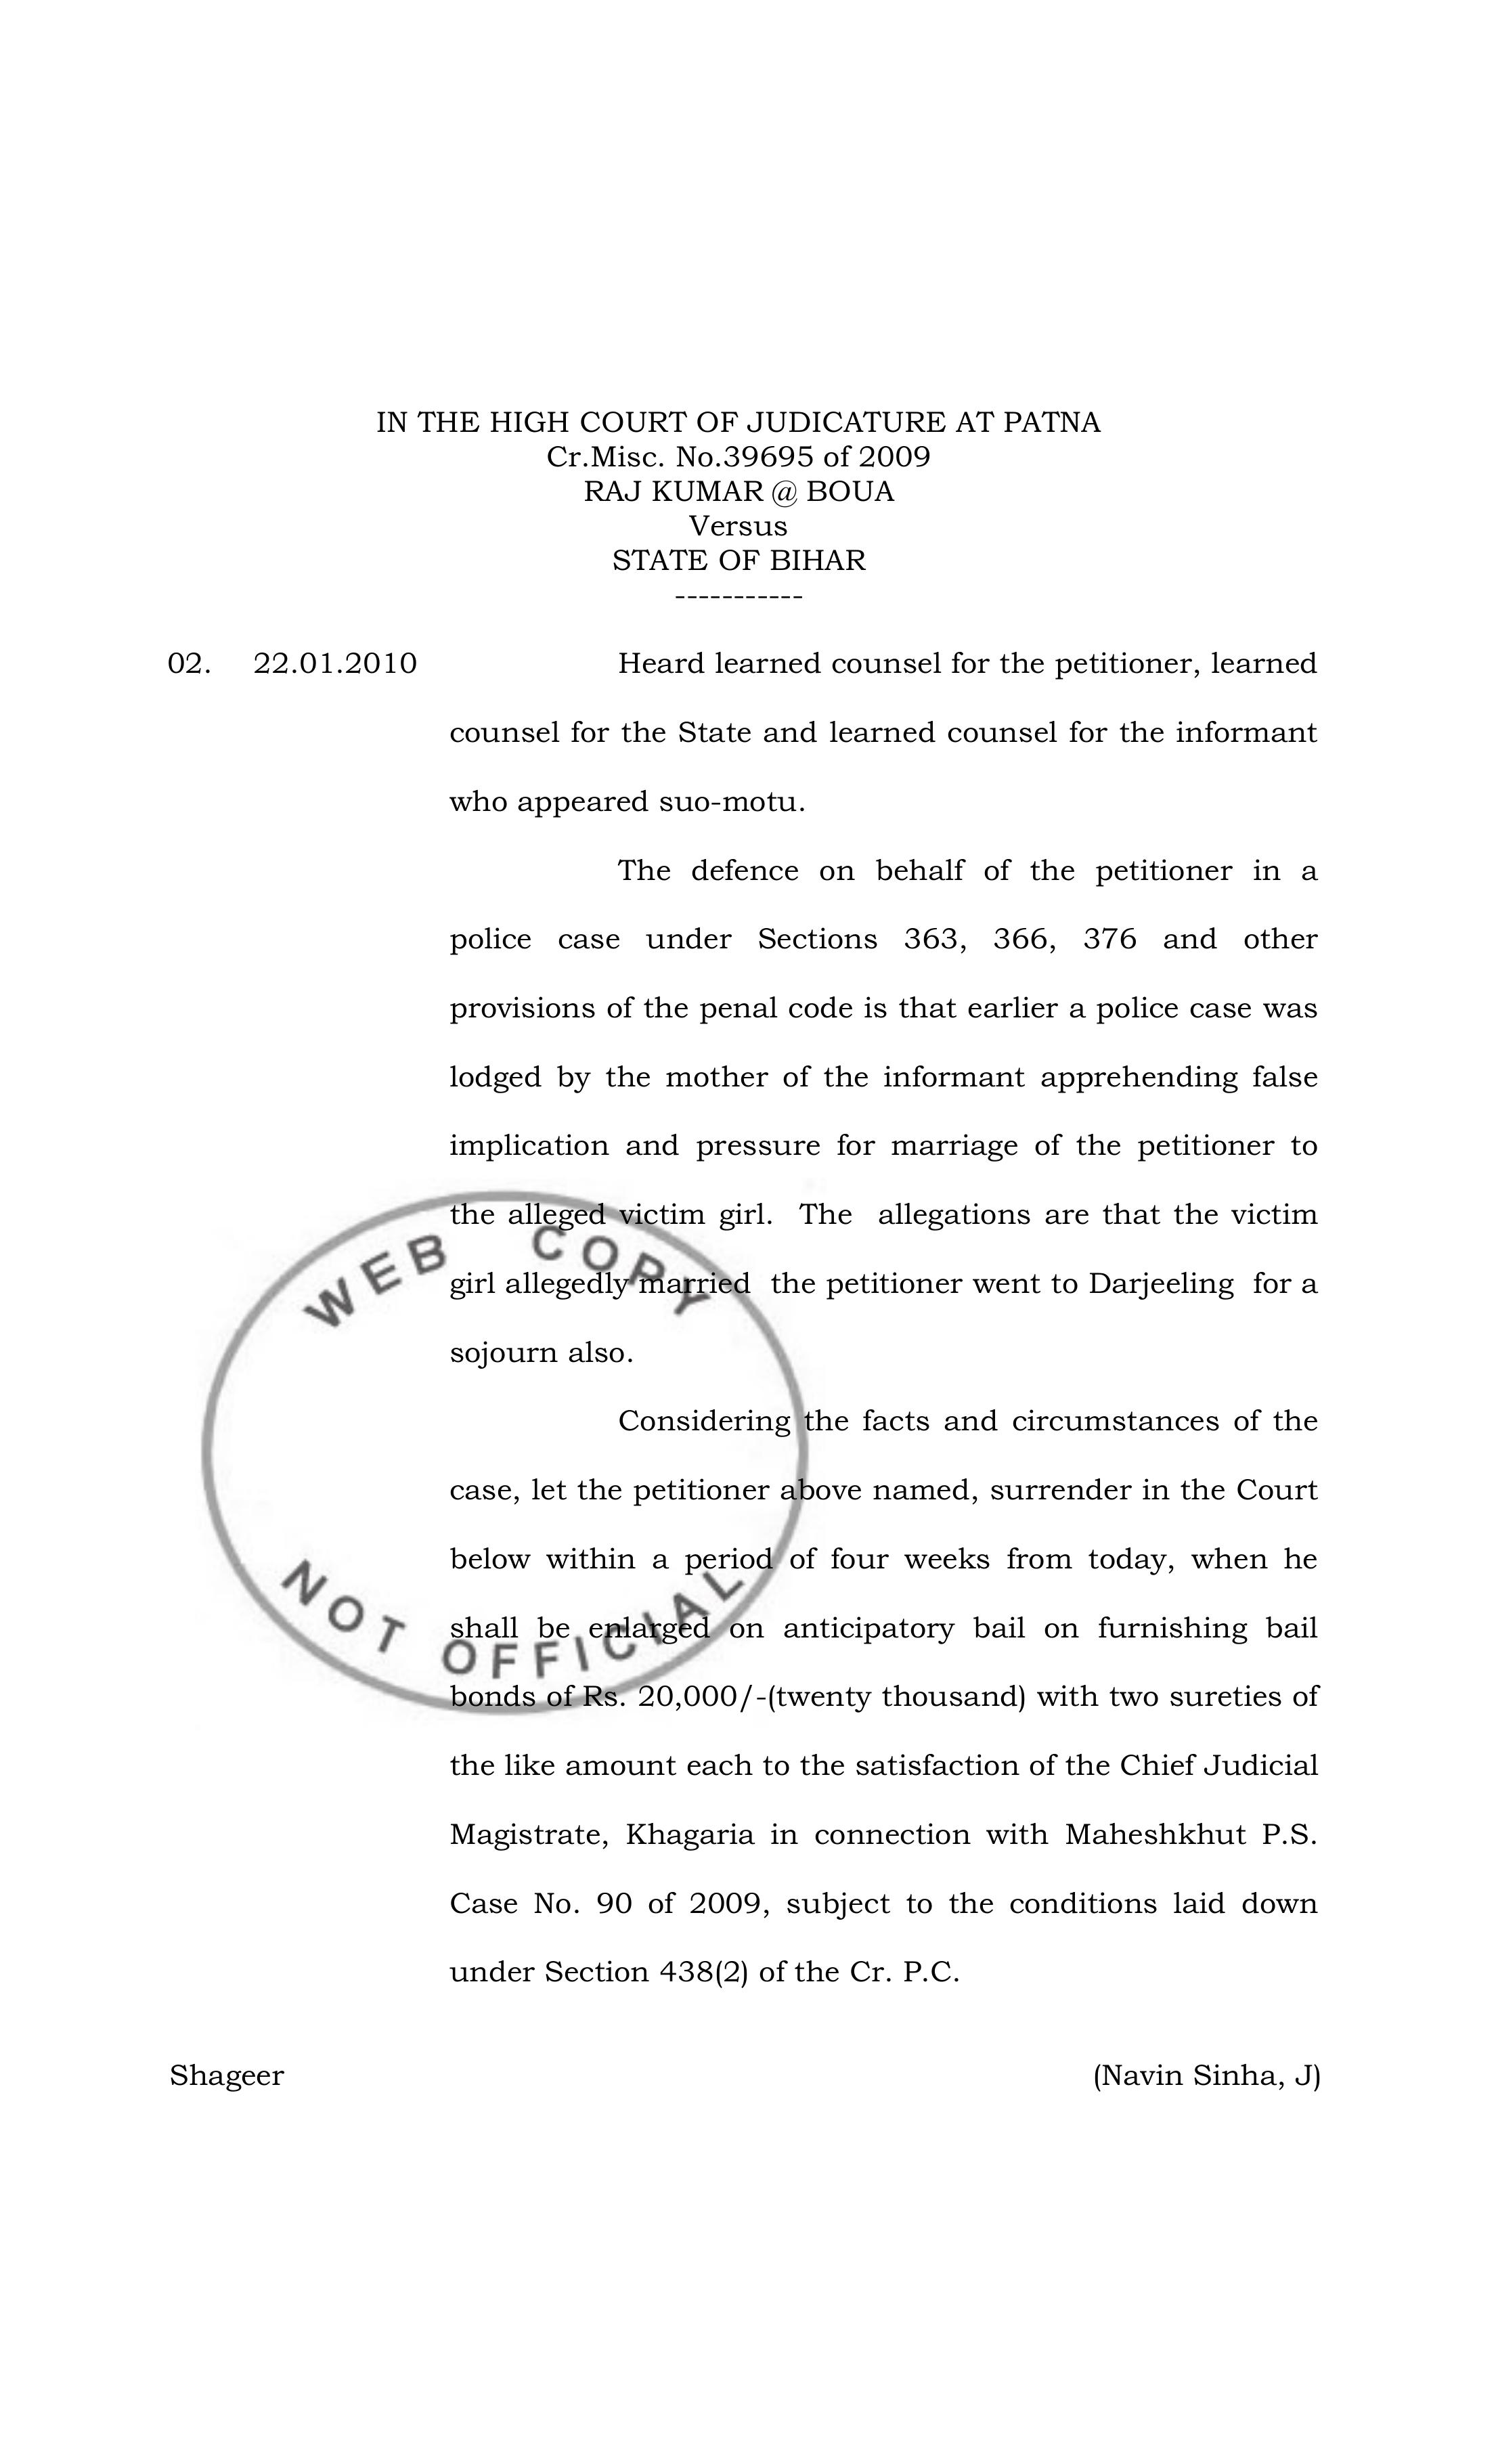 IN THE HIGH COURT OF JUDICATURE AT PATNA
Cr.Misc. No.39695 of 2009
RAJ KUMAR @ BOUA
Versus
STATE OF BIHAR
-----------
02. 22.01.2010 Heard learned counsel for the petitioner, learned
counsel for the State and learned counsel for the informant
who appeared suo-motu.
The defence on behalf of the petitioner in a
police case under Sections 363, 366, 376 and other
provisions of the penal code is that earlier a police case was
lodged by the mother of the informant apprehending false
implication and pressure for marriage of the petitioner to
the alleged victim girl. The allegations are that the victim
girl allegedly married the petitioner went to Darjeeling for a
sojourn also.
Considering the facts and circumstances of the
case, let the petitioner above named, surrender in the Court
below within a period of four weeks from today, when he
shall be enlarged on anticipatory bail on furnishing bail
bonds of Rs. 20,000/-(twenty thousand) with two sureties of
the like amount each to the satisfaction of the Chief Judicial
Magistrate, Khagaria in connection with Maheshkhut P.S.
Case No. 90 of 2009, subject to the conditions laid down
under Section 438(2) of the Cr. P.C.
Shageer (Navin Sinha, J)
WEB COPY
NOT OFFICIAL